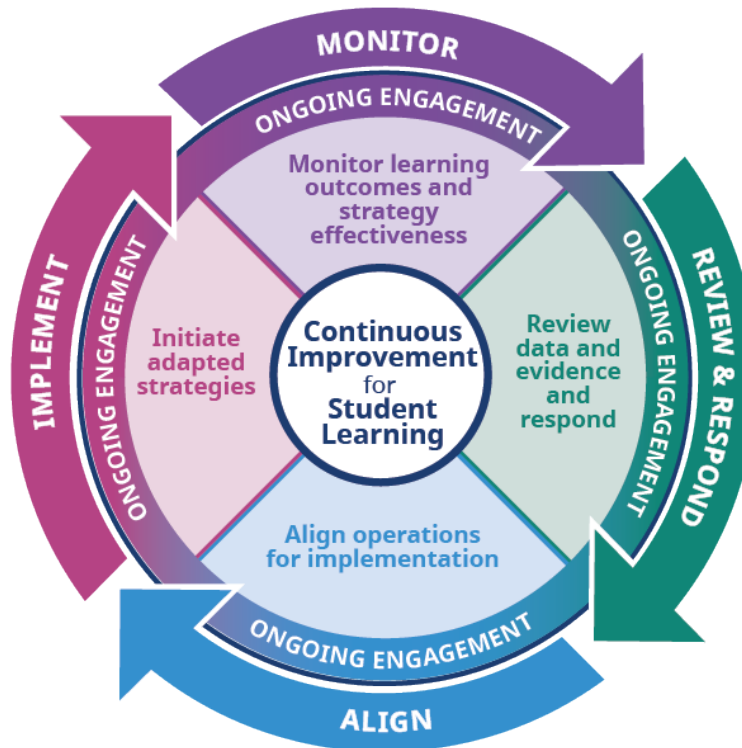 MONITOR
ONGOING ENGAGEMENT
Monitor learning
outcomes and
strategy
effectiveness
REVIEW & RESPOND
ONGOING ENGAGEMENT
Review
data and
evidence
and
respond
ALIGN
ONGOING ENGAGEMENT
Align operations
for implementation
IMPLEMENT
ONGOING ENGAGEMENT
Initiate
adapted
strategies
Continuous
Improvement
for
Student
Learning